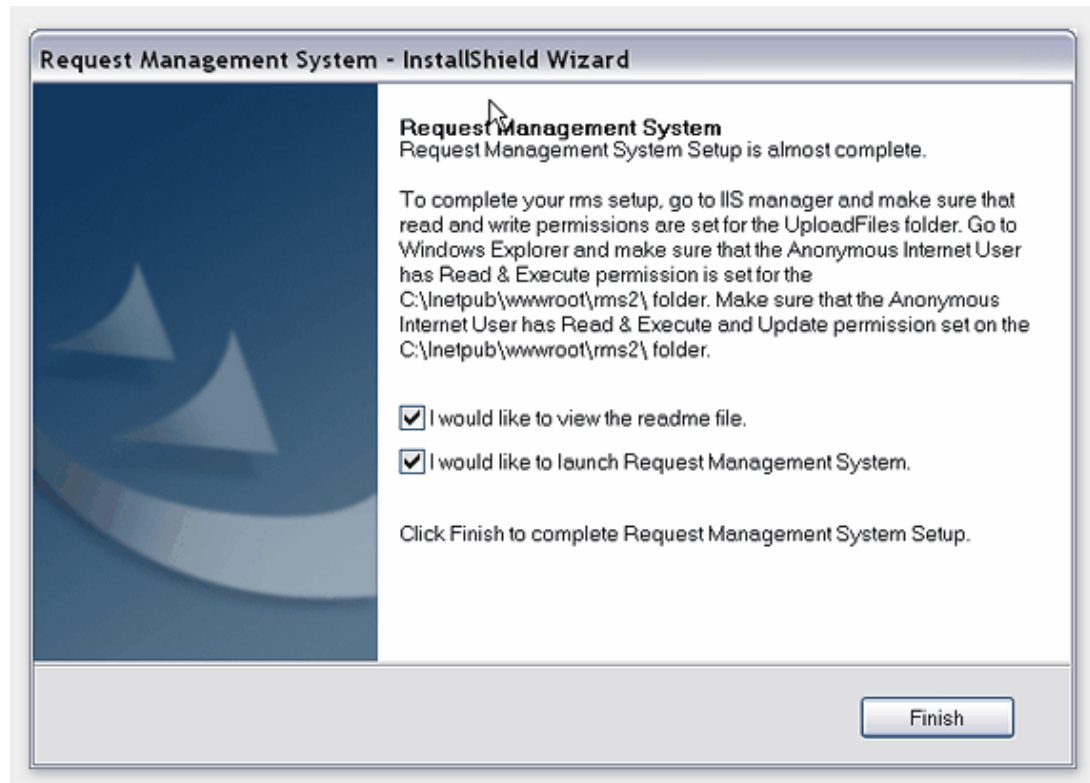 Request Management System - InstallShield Wizard
Request Management System
Request Management System Setup is almost complete.
To complete your rms setup, go to IIS manager and make sure that
read and write permissions are set for the UploadFiles folder. Go to
Windows Explorer and make sure that the Anonymous Internet User
has Read & Execute permission is set for the
C:\Inetpub\wwwroot\rms2\ folder. Make sure that the Anonymous
Internet User has Read & Execute and Update permission set on the
C:\Inetpub\wwwroot\rms2\ folder.
I would like to view the readme file.
I would like to launch Request Management System.
Click Finish to complete Request Management System Setup.
Finish